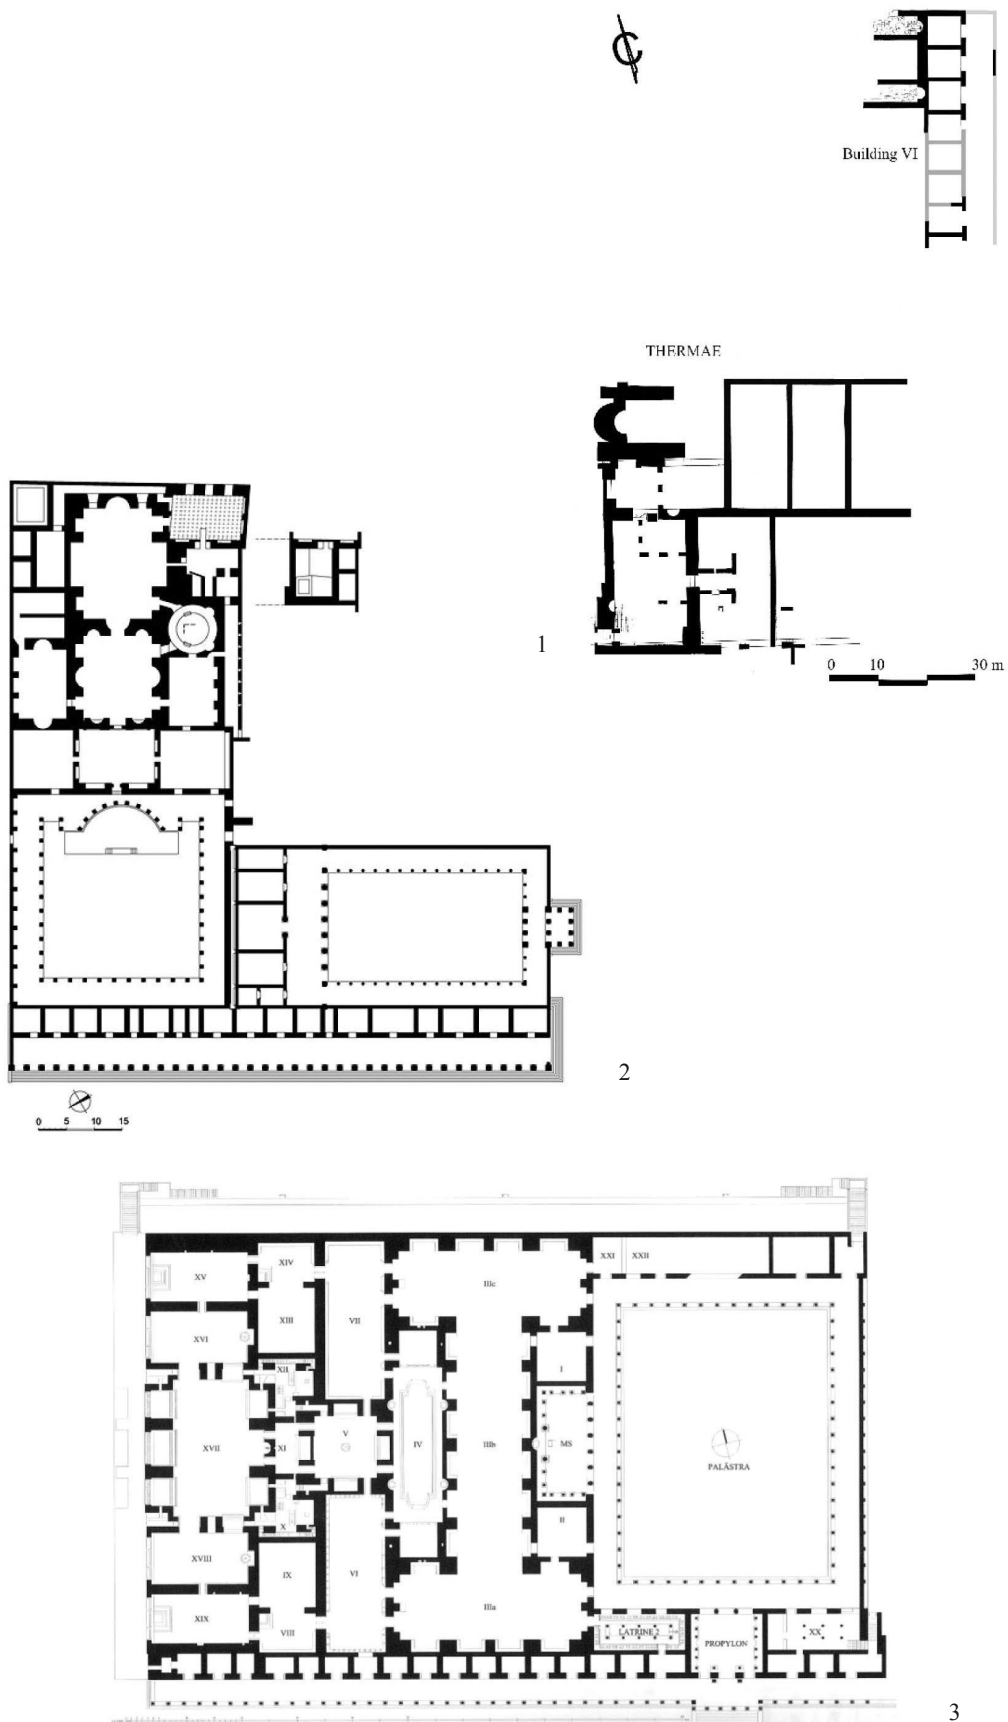 Building VI
THERMAE
1
0 10 30 m
2
0 5 10 15
XV
XIV
XXI XXII
IIIc
XVI
XIII
VII
XII
I
XVII
XI
V
IV
IIIb
MS
PALÄSTRA
X
II
XVIII
IX
VI
XIX
VIII
IIIa
LATRINE 2
PROPYLON
XX
3